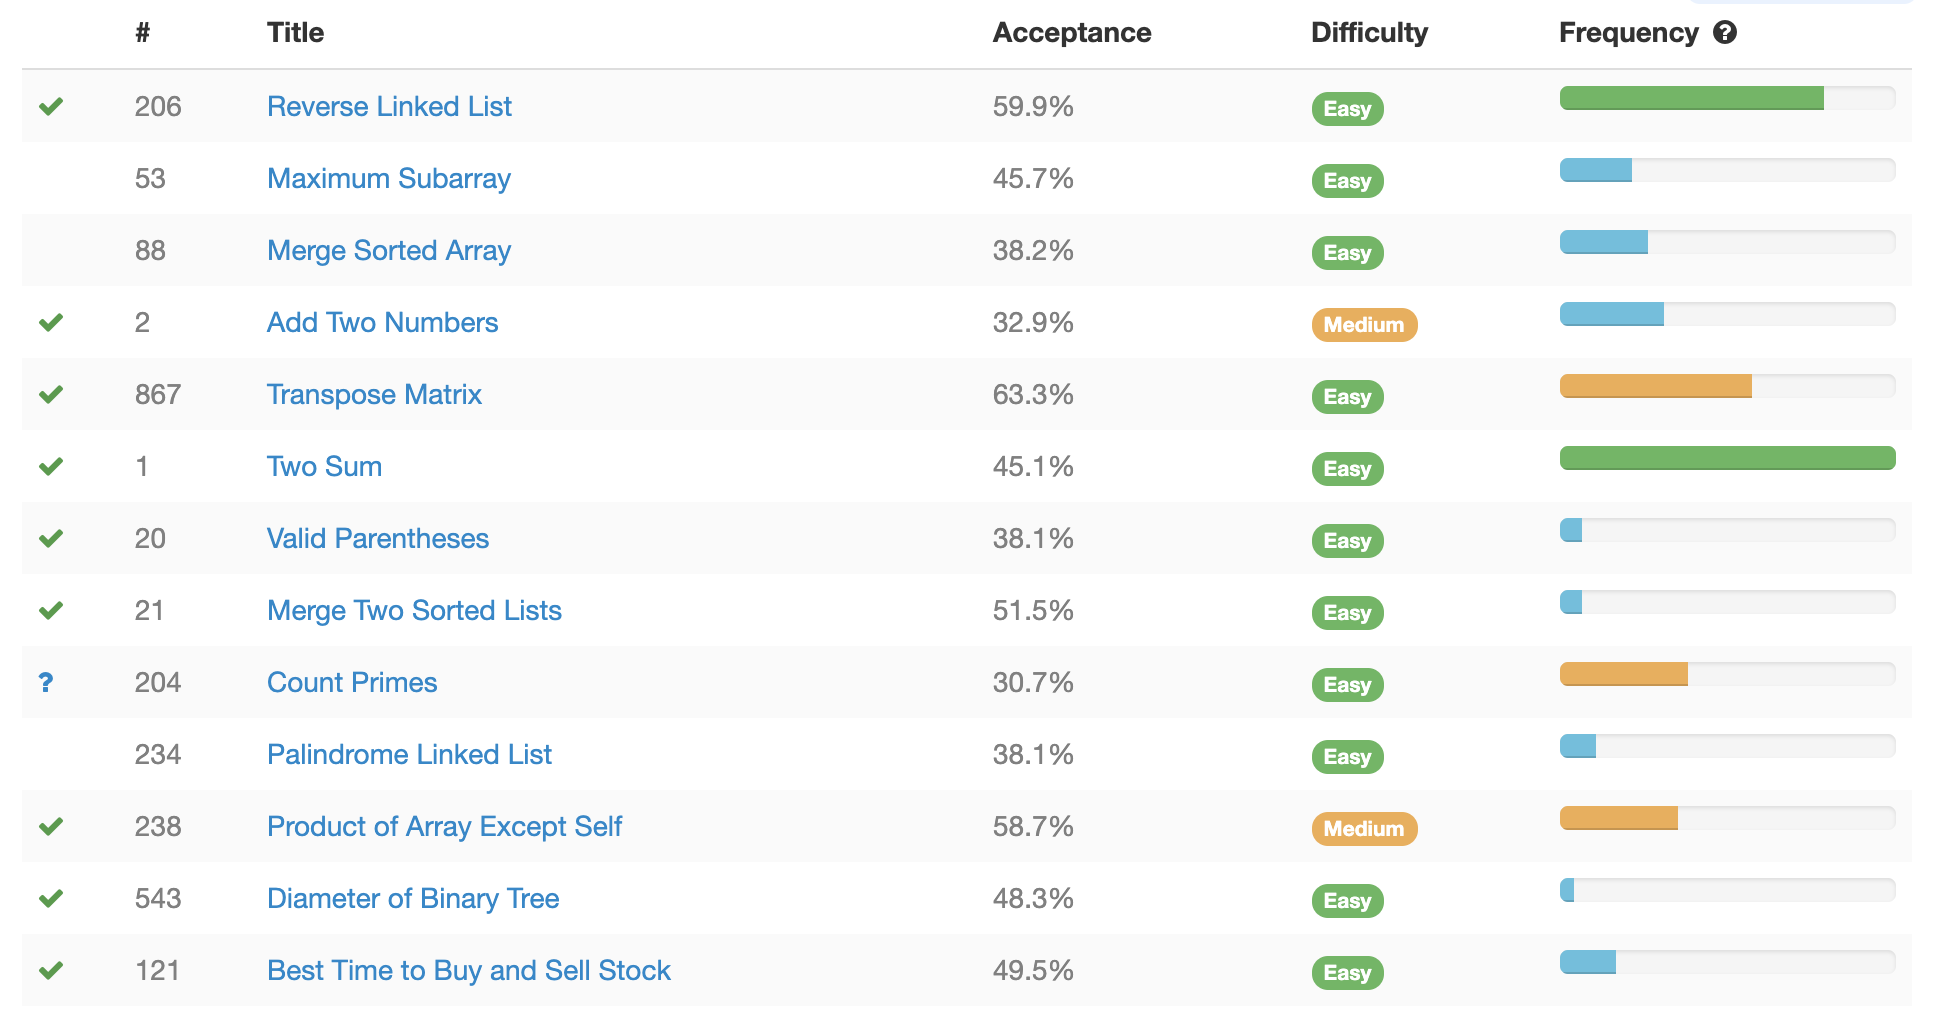 # Title Acceptance Difficulty Frequency ?
206 Reverse Linked List 59.9% Easy
53 Maximum Subarray 45.7% Easy
88 Merge Sorted Array 38.2% Easy
2 Add Two Numbers 32.9% Medium
867 Transpose Matrix 63.3% Easy
1 Two Sum 45.1% Easy
20 Valid Parentheses 38.1% Easy
21 Merge Two Sorted Lists 51.5% Easy
? 204 Count Primes 30.7% Easy
234 Palindrome Linked List 38.1% Easy
238 Product of Array Except Self 58.7% Medium
543 Diameter of Binary Tree 48.3% Easy
121 Best Time to Buy and Sell Stock 49.5% Easy